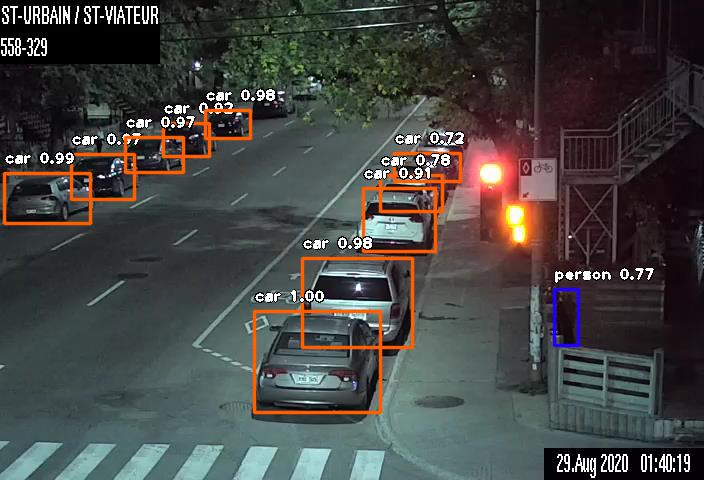 ST-URBAIN / ST-VIATEUR
558-329
car 0.98
car 0.92
car 0.97
car 0.97
car 0.99
car 0.72
car 0.78
car 0.91
car 0.98
car 1.00
person 0.77
29.Aug 2020 01:40:19